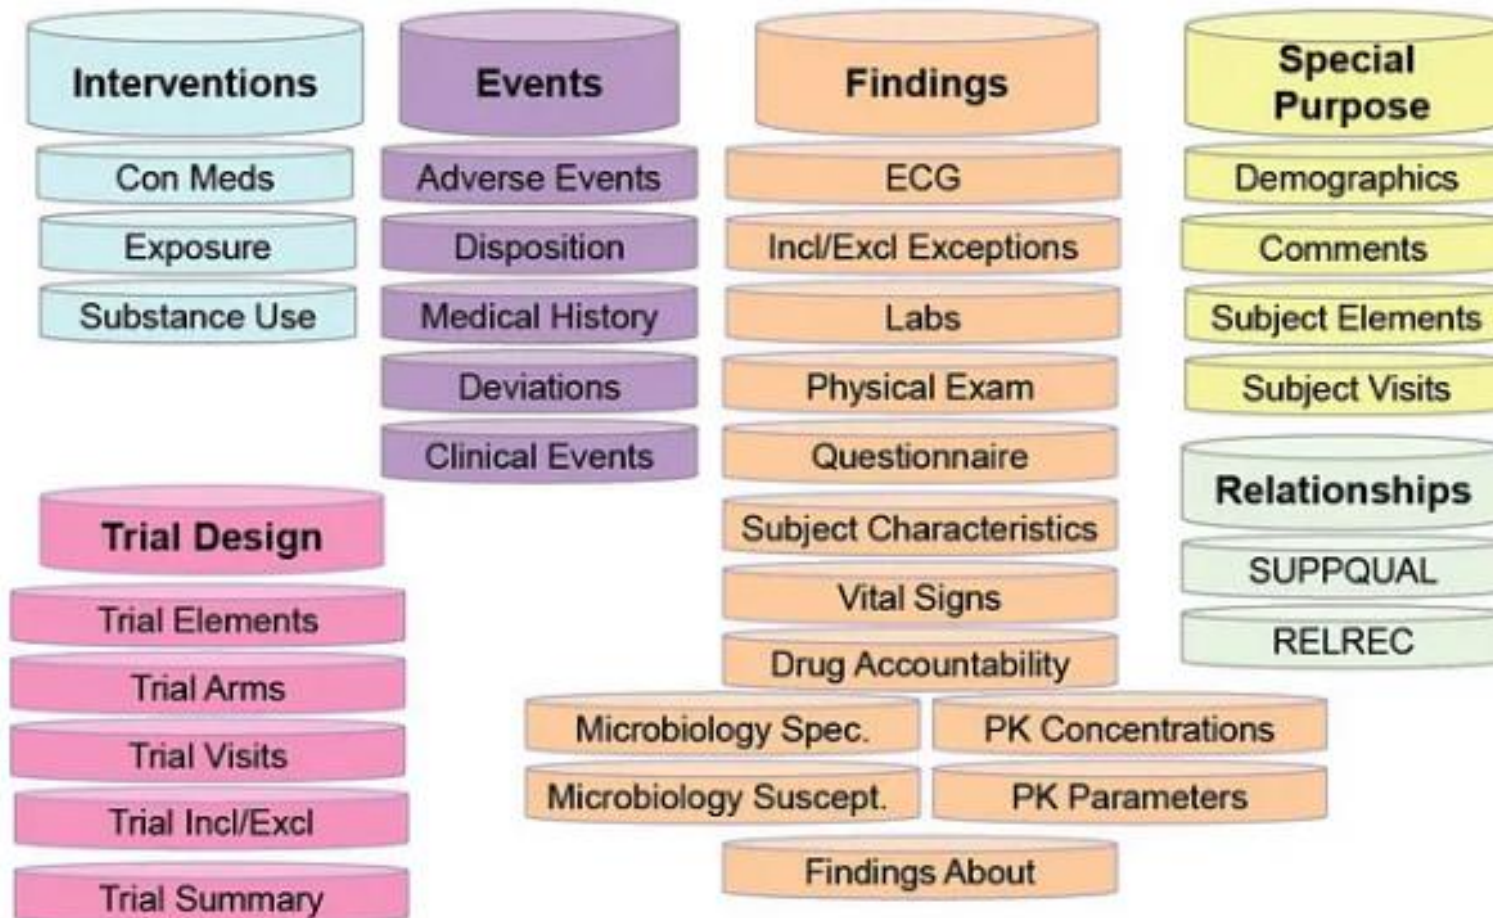 Interventions
Con Meds
Exposure
Substance Use
Events
Adverse Events
Disposition
Medical History
Deviations
Clinical Events
Findings
ECG
Incl/Excl Exceptions
Labs
Physical Exam
Questionnaire
Subject Characteristics
Vital Signs
Drug Accountability
Microbiology Spec.
PK Concentrations
Microbiology Suscept.
PK Parameters
Findings About
Special
Purpose
Demographics
Comments
Subject Elements
Subject Visits
Relationships
SUPPQUAL
RELREC
Trial Design
Trial Elements
Trial Arms
Trial Visits
Trial Incl/Excl
Trial Summary